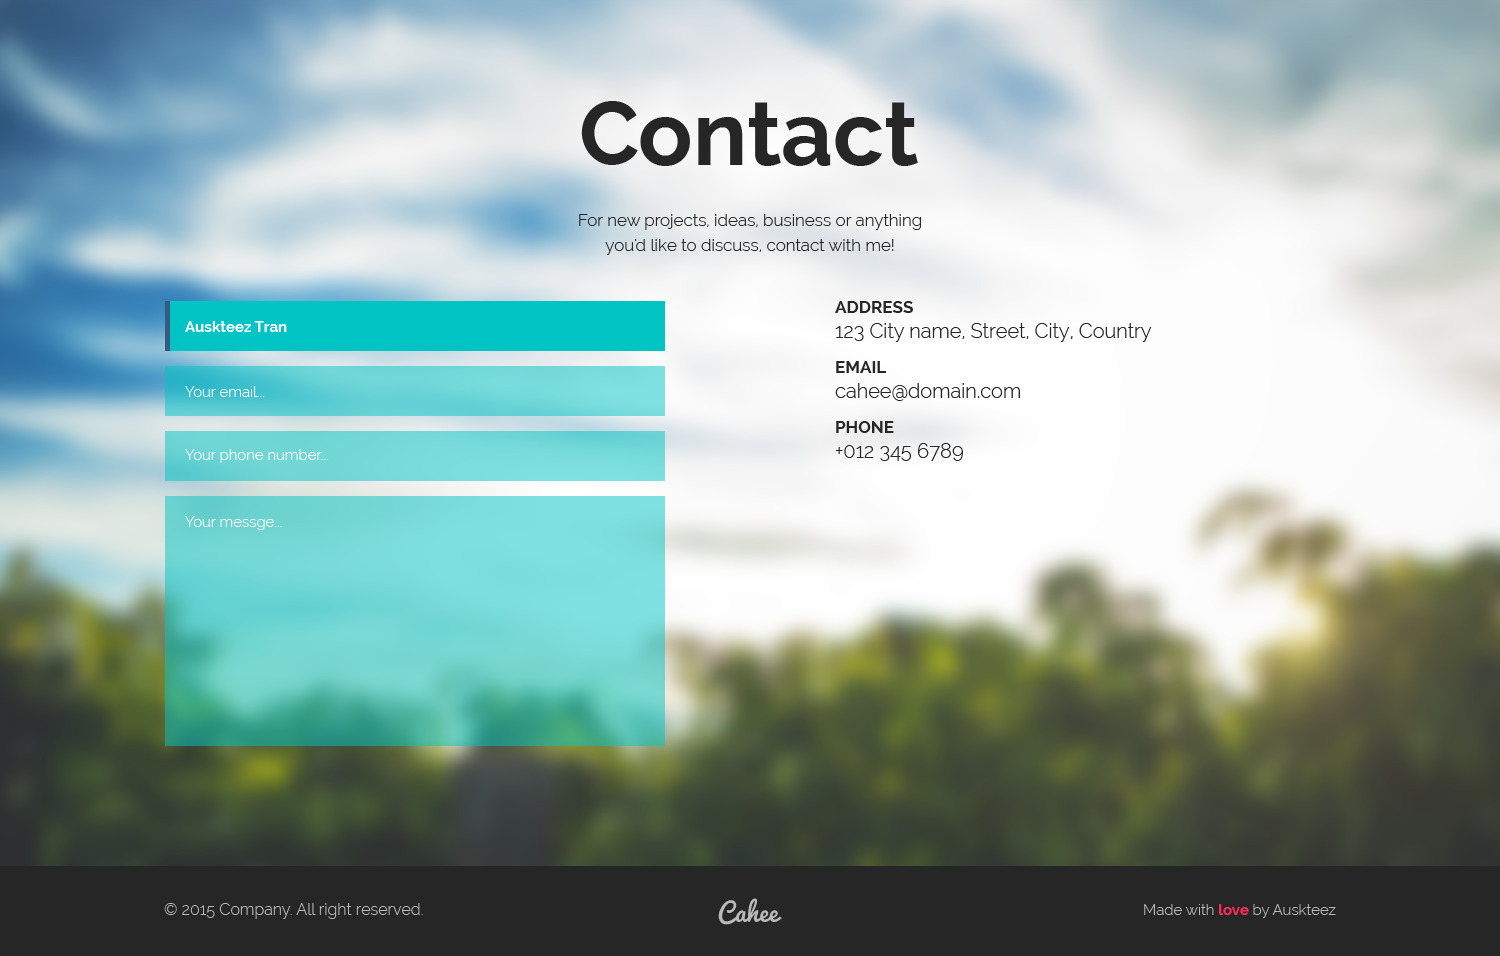 Contact
For new projects, ideas, business or anything
you'd like to discuss, contact with me!
Auskteez Tran
Your email...
Your phone number...
Your messge...
ADDRESS
123 City name, Street, City, Country
EMAIL
cahee@domain.com
PHONE
+012 345 6789
© 2015 Company. All right reserved.
Cahee
Made with love by Auskteez